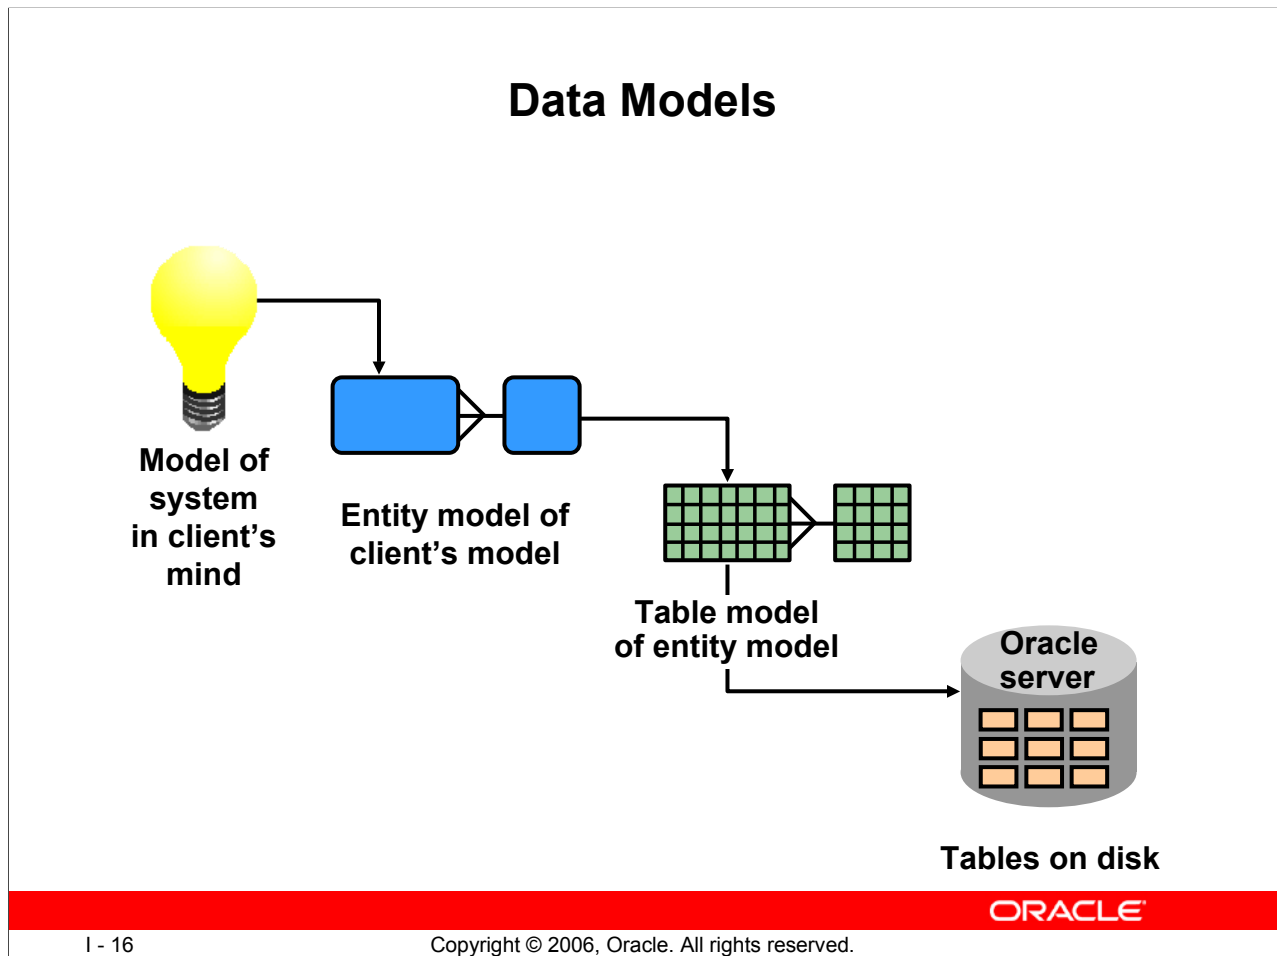 Data Models
Model of
system
in client's
mind
Entity model of
client's model
Table model
of entity model
Oracle
server
Tables on disk
ORACLE®
I - 16
Copyright © 2006, Oracle. All rights reserved.